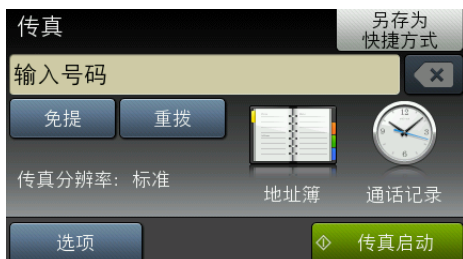 传真
另存为
快捷方式
输入号码
免提
重拨
传真分辨率: 标准
地址簿
通话记录
选项
传真启动